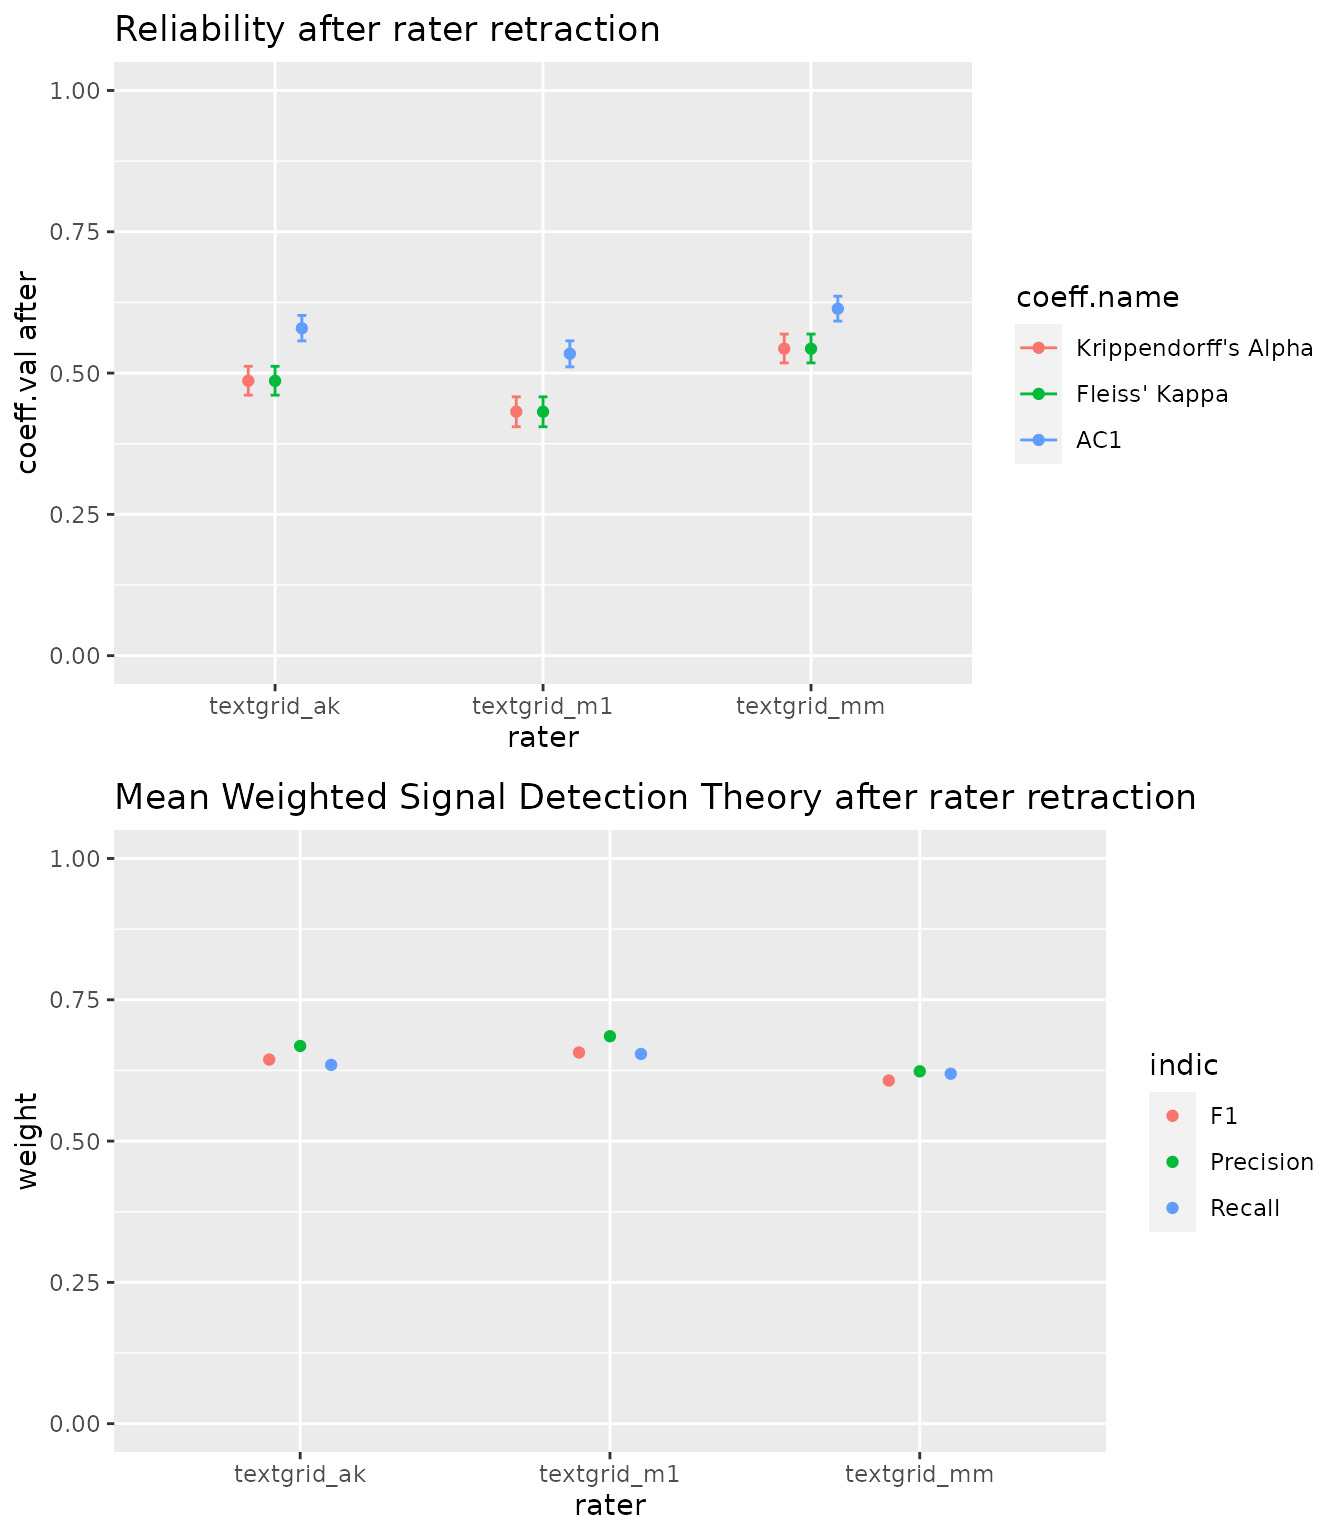 Reliability after rater retraction
1.00
0.75
0.50
0.25
0.00
coeff.val after
textgrid_ak
textgrid_m1
textgrid_mm
rater
coeff.name
Krippendorff's Alpha
Fleiss' Kappa
AC1
Mean Weighted Signal Detection Theory after rater retraction
1.00
0.75
0.50
0.25
0.00
weight
textgrid_ak
textgrid_m1
textgrid_mm
rater
indic
F1
Precision
Recall